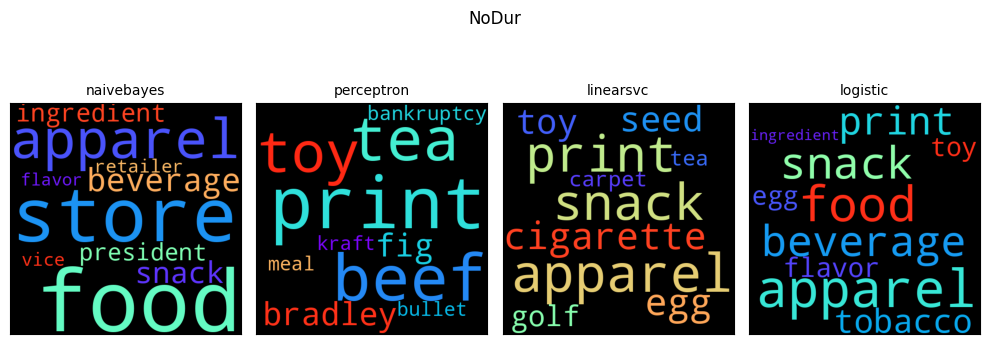 NoDur
naivebayes
ingredient
apparel
retailer
flavor
beverage
store
president
vice
snack
food
perceptron
bankruptcy
tea
toy
print
kraft
fig
meal
beef
bradley
bullet
linearsvc
toy
seed
print
tea
carpet
snack
cigarette
apparel
egg
golf
logistic
print
ingredient
toy
snack
egg
food
beverage
flavor
apparel
tobacco